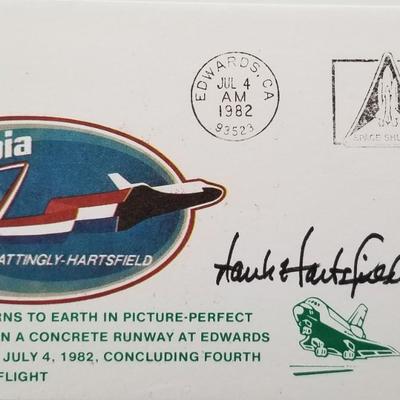 EDWARDS, CA
JUL 4
AM
1982
93523
SPACE SHU
bia
ATTINGLY-HARTSFIELD
Hank Hartsfield
RNS TO EARTH IN PICTURE-PERFECT
N A CONCRETE RUNWAY AT EDWARDS
JULY 4, 1982, CONCLUDING FOURTH
FLIGHT